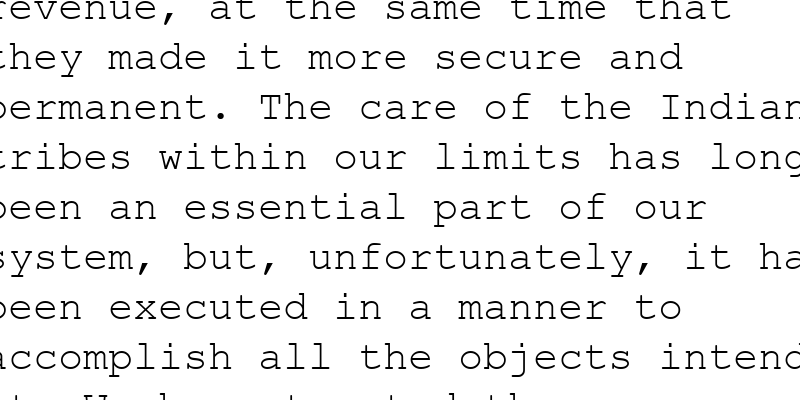 revenue, at the same time that
they made it more secure and
permanent. The care of the Indian
tribes within our limits has long
been an essential part of our
system, but, unfortunately, it ha
been executed in a manner to
accomplish all the objects intend